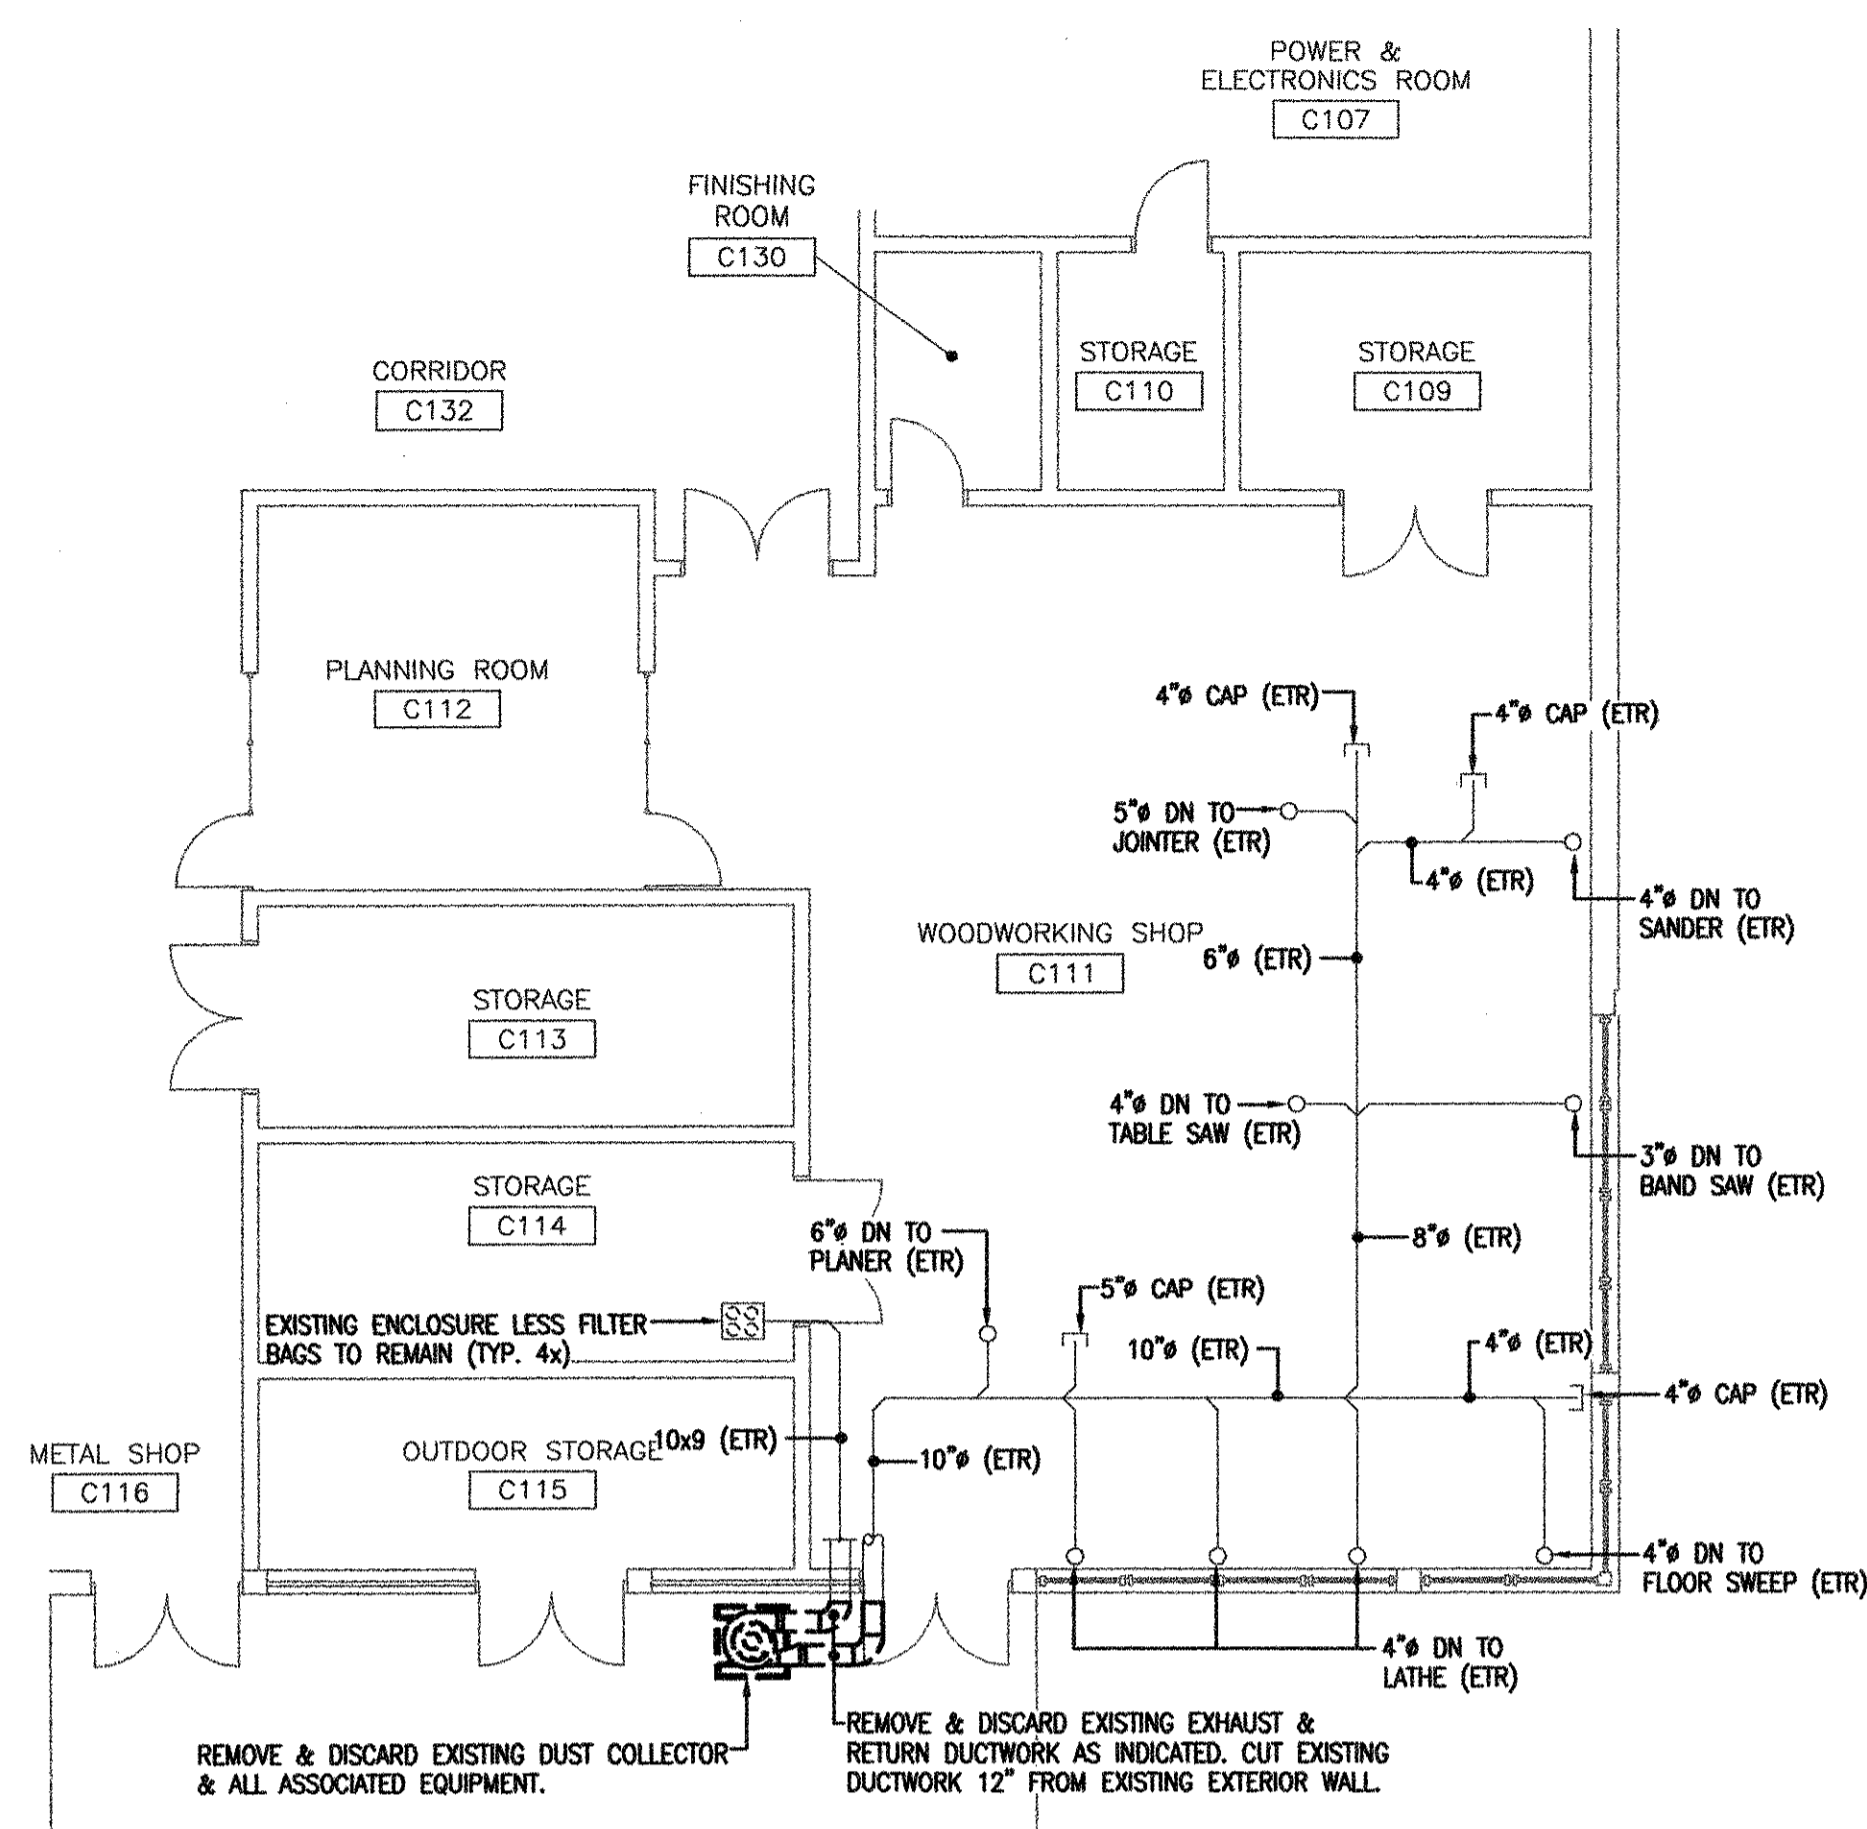 POWER &
ELECTRONICS ROOM
C107
FINISHING
ROOM
C130
STORAGE
C110
STORAGE
C109
CORRIDOR
C132
PLANNING ROOM
C112
4"ø CAP (ETR)
4"ø CAP (ETR)
5"ø DN TO
JOINTER (ETR)
4"ø (ETR)
4"ø DN TO
SANDER (ETR)
WOODWORKING SHOP
C111
6"ø (ETR)
STORAGE
C113
4"ø DN TO
TABLE SAW (ETR)
3"ø DN TO
BAND SAW (ETR)
STORAGE
C114
6"ø DN TO
PLANER (ETR)
8"ø (ETR)
5"ø CAP (ETR)
EXISTING ENCLOSURE LESS FILTER
BAGS TO REMAIN (TYP. 4x)
10"ø (ETR)
4"ø (ETR)
4"ø CAP (ETR)
METAL SHOP
C116
OUTDOOR STORAGE
C115
10x9 (ETR)
10"ø (ETR)
4"ø DN TO
FLOOR SWEEP (ETR)
4"ø DN TO
LATHE (ETR)
REMOVE & DISCARD EXISTING DUST COLLECTOR
& ALL ASSOCIATED EQUIPMENT.
REMOVE & DISCARD EXISTING EXHAUST &
RETURN DUCTWORK AS INDICATED. CUT EXISTING
DUCTWORK 12" FROM EXISTING EXTERIOR WALL.